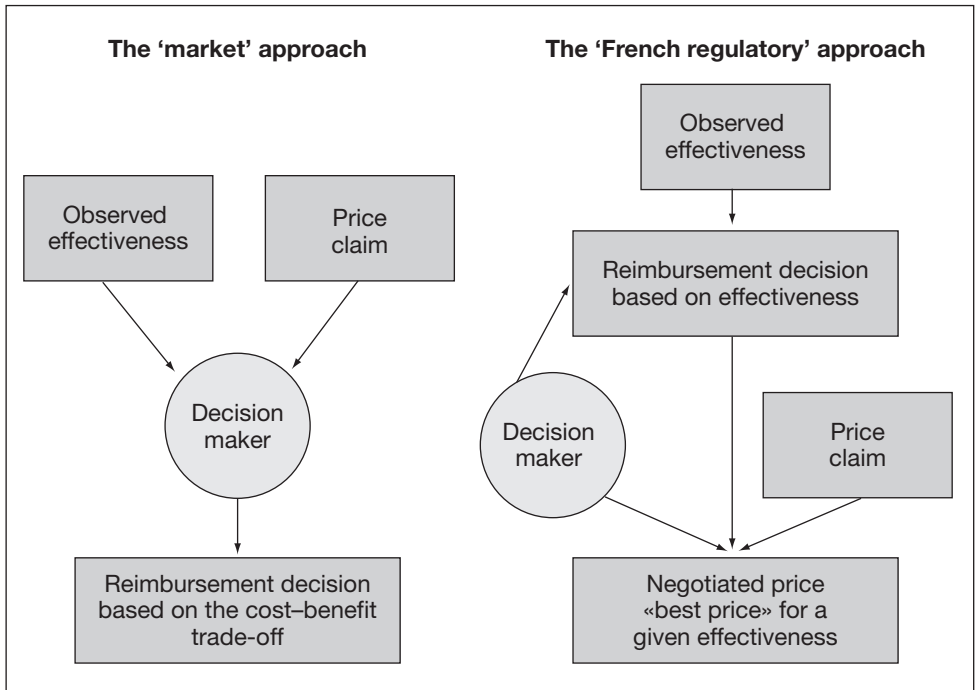 The ‘market’ approach
Observed
effectiveness
Price
claim
Decision
maker
Reimbursement decision
based on the cost–benefit
trade-off
The ‘French regulatory’ approach
Observed
effectiveness
Reimbursement decision
based on effectiveness
Decision
maker
Price
claim
Negotiated price
«best price» for a
given effectiveness